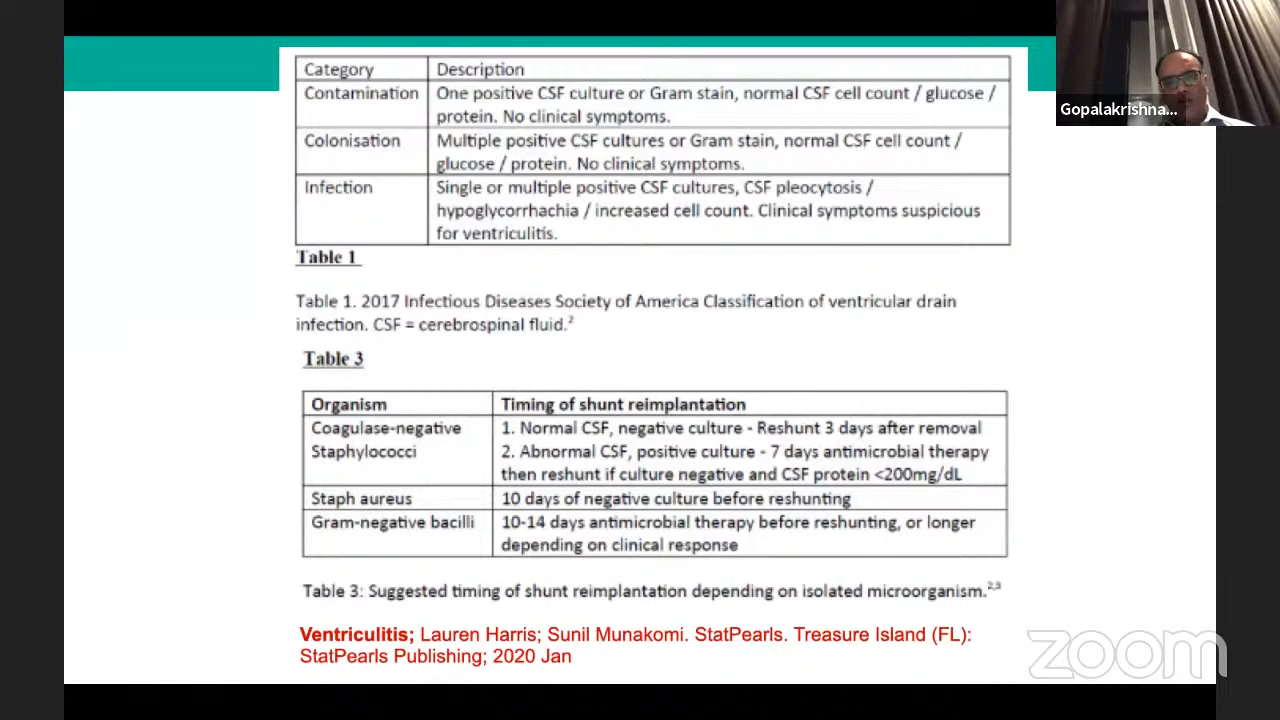 Category Description
Contamination One positive CSF culture or Gram stain, normal CSF cell count / glucose /
protein. No clinical symptoms.
Colonisation Multiple positive CSF cultures or Gram stain, normal CSF cell count /
glucose / protein. No clinical symptoms.
Infection Single or multiple positive CSF cultures, CSF pleocytosis /
hypoglycorrhachia / increased cell count. Clinical symptoms suspicious
for ventriculitis.
Table 1
Table 1. 2017 Infectious Diseases Society of America Classification of ventricular drain
infection. CSF = cerebrospinal fluid.²
Table 3
Organism Timing of shunt reimplantation
Coagulase-negative 1. Normal CSF, negative culture - Reshunt 3 days after removal
Staphylococci 2. Abnormal CSF, positive culture - 7 days antimicrobial therapy
then reshunt if culture negative and CSF protein <200mg/dL
Staph aureus 10 days of negative culture before reshunting
Gram-negative bacilli 10-14 days antimicrobial therapy before reshunting, or longer
depending on clinical response
Table 3: Suggested timing of shunt reimplantation depending on isolated microorganism.²,³
Ventriculitis; Lauren Harris; Sunil Munakomi. StatPearls. Treasure Island (FL):
StatPearls Publishing; 2020 Jan
Gopalakrishna...
zoom